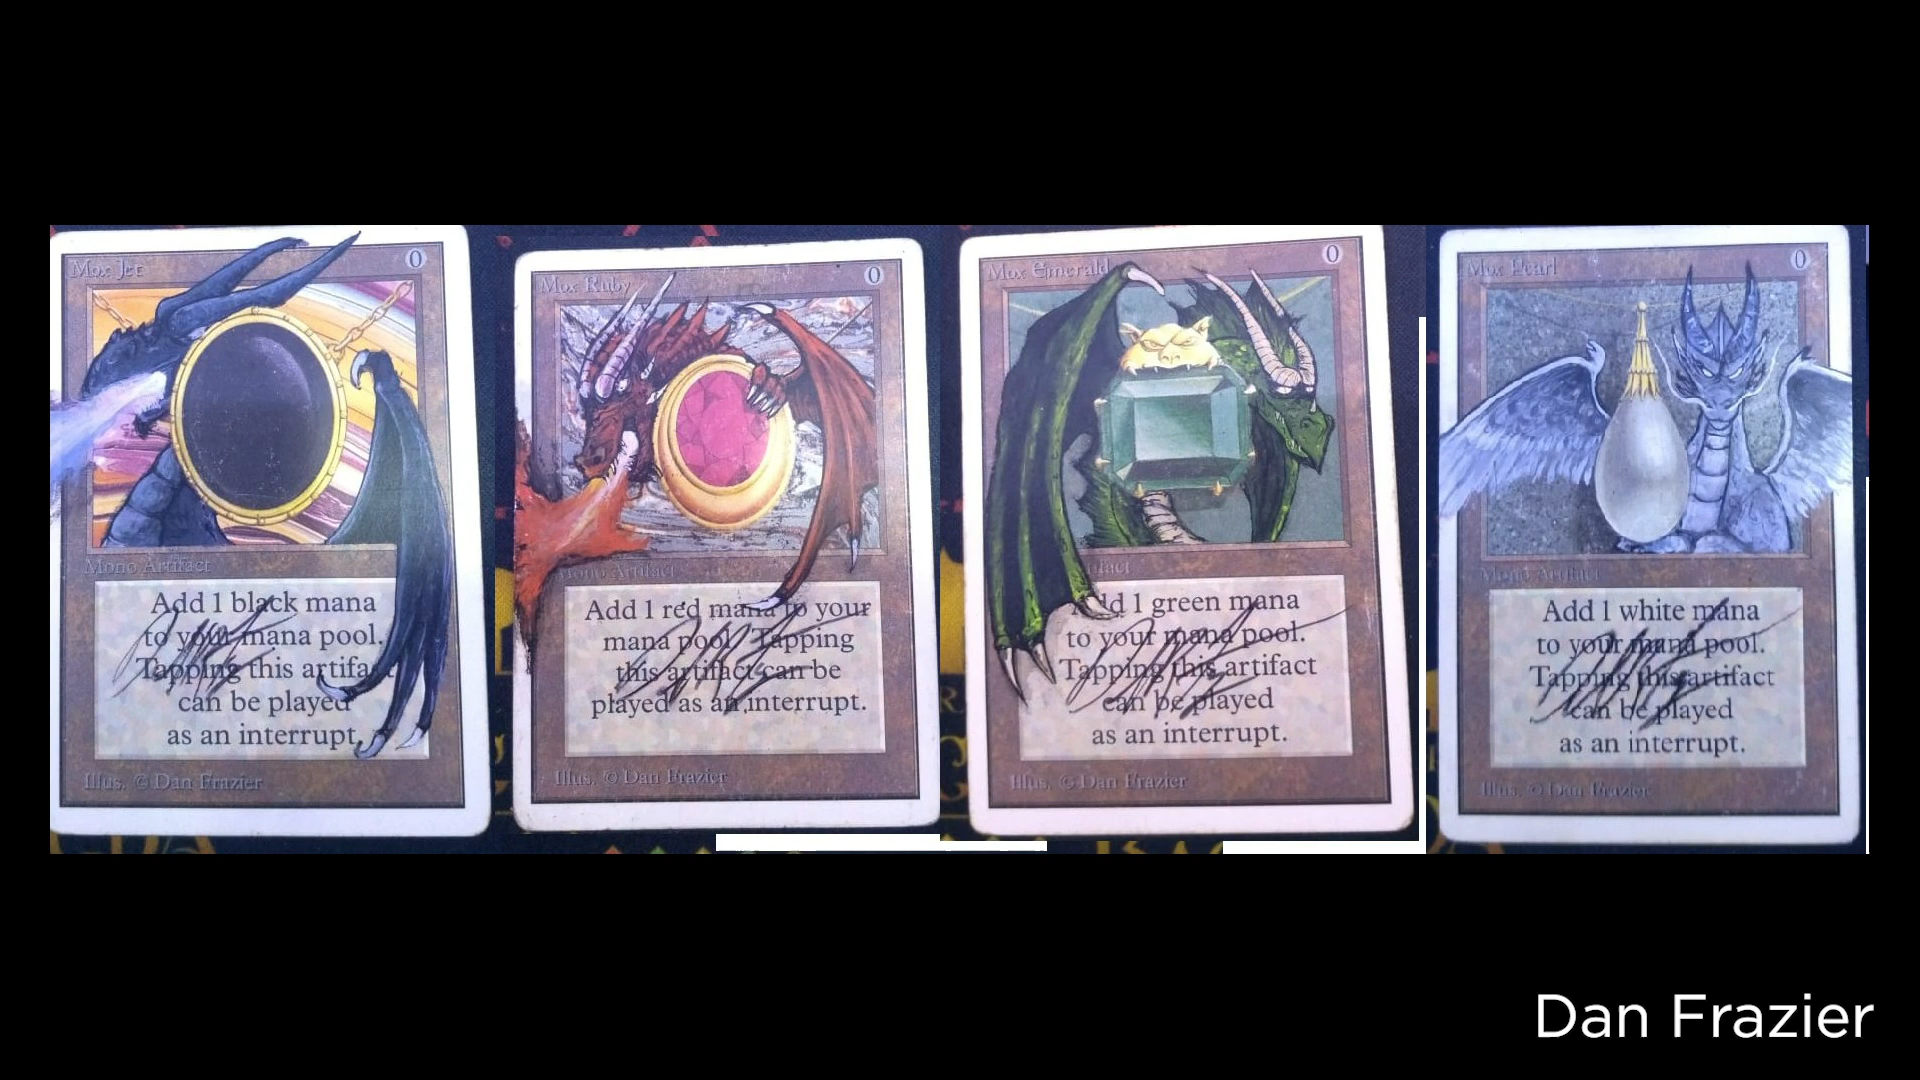 Mox Jet
0
Mono Artifact
Add 1 black mana
to your mana pool.
Tapping this artifact
can be played
as an interrupt.
Illus. © Dan Frazier
Mox Ruby
0
Mono Artifact
Add 1 red mana to your
mana pool. Tapping
this artifact can be
played as an interrupt.
Illus. © Dan Frazier
Mox Emerald
0
Artifact
Add 1 green mana
to your mana pool.
Tapping this artifact
can be played
as an interrupt.
Illus. © Dan Frazier
Mox Pearl
0
Mono Artifact
Add 1 white mana
to your mana pool.
Tapping this artifact
can be played
as an interrupt.
Illus. © Dan Frazier
Dan Frazier